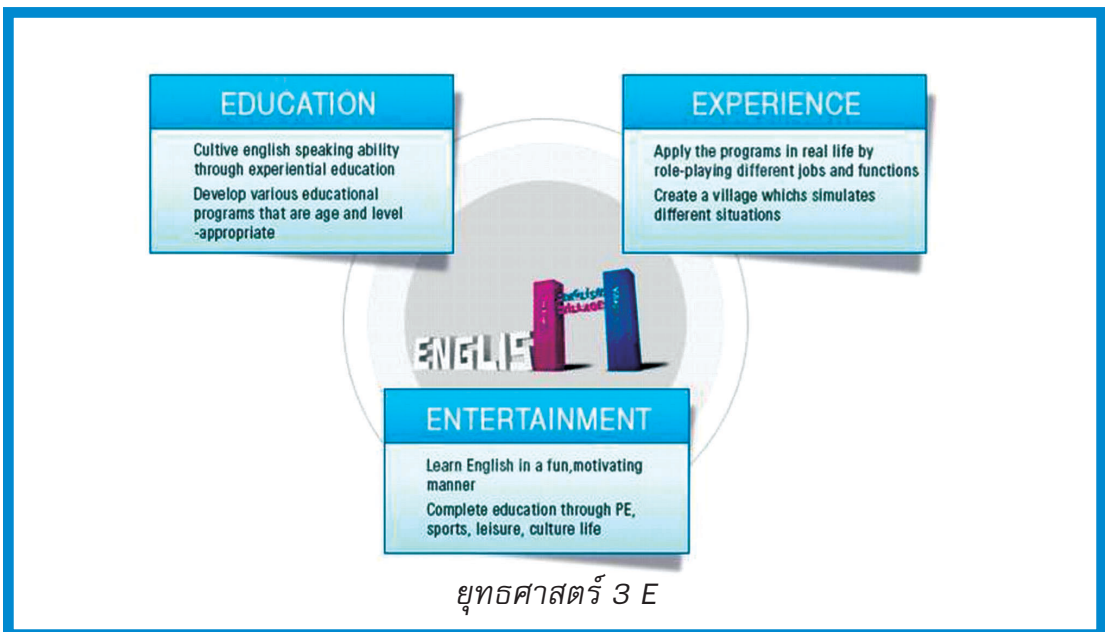 EDUCATION
Cultive english speaking ability
through experiential education
Develop various educational
programs that are age and level
-appropriate
EXPERIENCE
Apply the programs in real life by
role-playing different jobs and functions
Create a village whichs simulates
different situations
ENGLIS
ENGLISH
VILLAGE
ENTERTAINMENT
Learn English in a fun,motivating
manner
Complete education through PE,
sports, leisure, culture life
ยุทธศาสตร์ 3 E